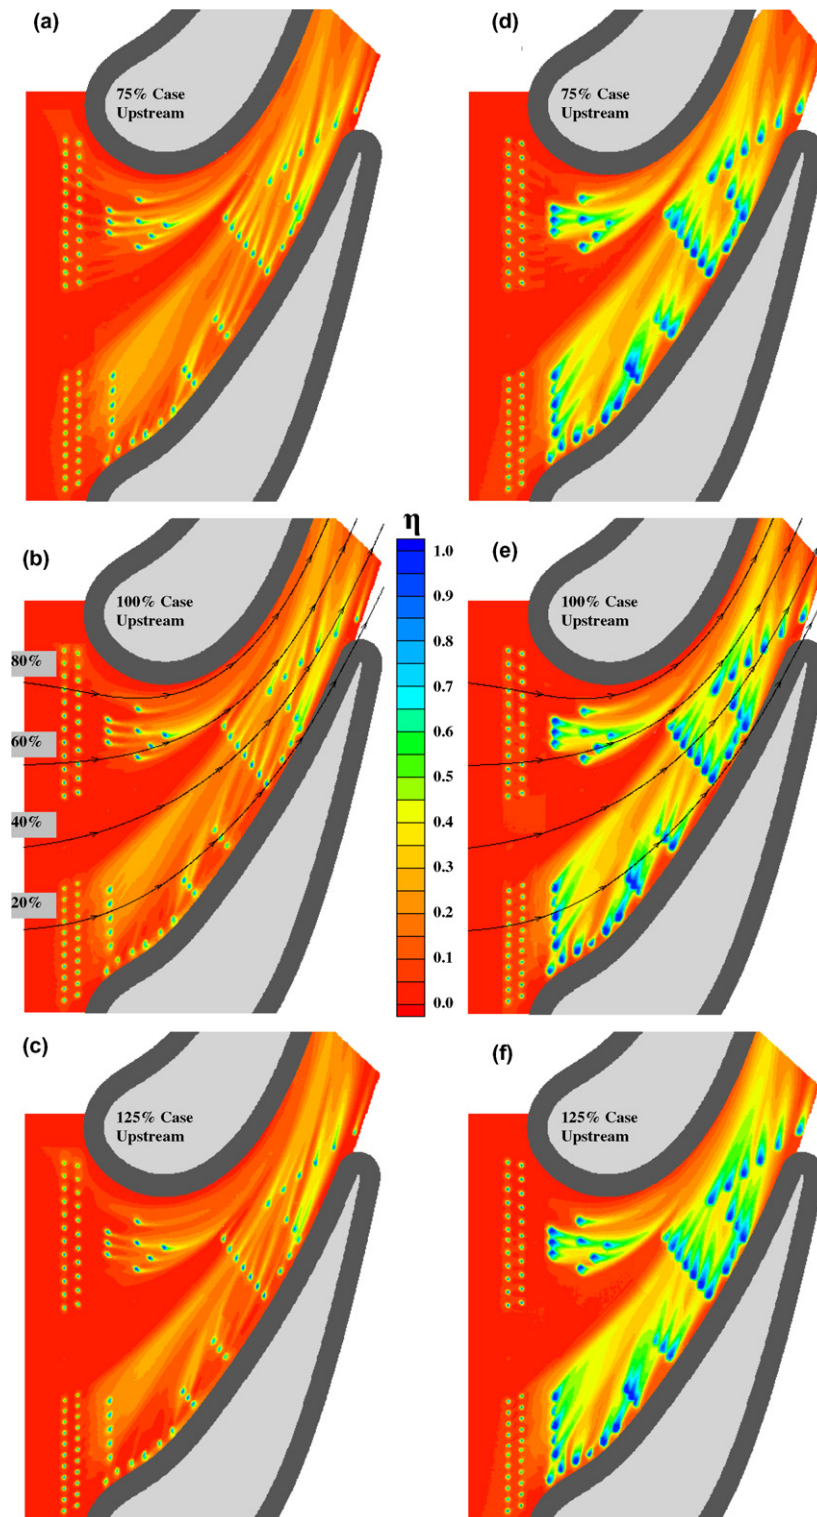 (a)
75% Case
Upstream
(d)
75% Case
Upstream
(b)
100% Case
Upstream
80%
60%
40%
20%
η
1.0
0.9
0.8
0.7
0.6
0.5
0.4
0.3
0.2
0.1
0.0
(e)
100% Case
Upstream
(c)
125% Case
Upstream
(f)
125% Case
Upstream